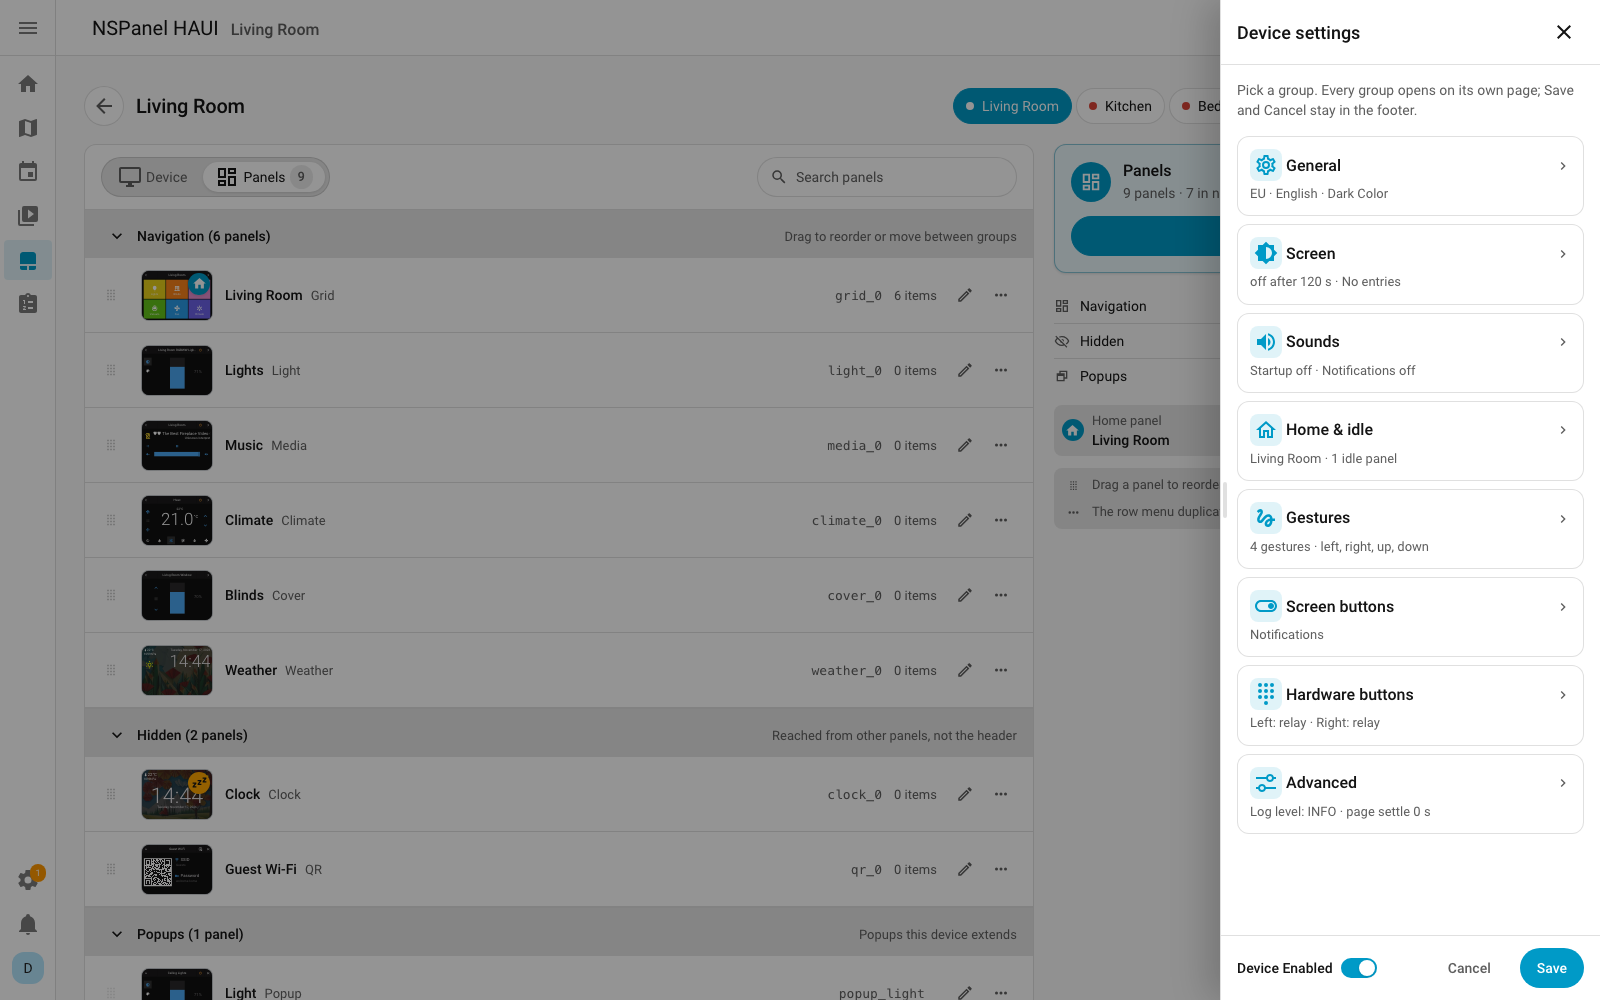 NSPanel HAUI Living Room
Living Room
Living Room
Kitchen
Bed
Device
Panels 9
Search panels
Navigation (6 panels)
Drag to reorder or move between groups
Living Room Grid
grid_0 6 items
Lights Light
light_0 0 items
Music Media
media_0 0 items
21.0
Climate Climate
climate_0 0 items
Blinds Cover
cover_0 0 items
14:44
Weather Weather
weather_0 0 items
Hidden (2 panels)
Reached from other panels, not the header
14:44
Clock Clock
clock_0 0 items
Guest Wi-Fi QR
qr_0 0 items
Popups (1 panel)
Popups this device extends
Light Popup
popup_light 0 items
Panels
9 panels · 7 in n
Navigation
Hidden
Popups
Home panel
Living Room
Drag a panel to reorde
The row menu duplica
1
D
Device settings
Pick a group. Every group opens on its own page; Save
and Cancel stay in the footer.
General
EU · English · Dark Color
Screen
off after 120 s · No entries
Sounds
Startup off · Notifications off
Home & idle
Living Room · 1 idle panel
Gestures
4 gestures · left, right, up, down
Screen buttons
Notifications
Hardware buttons
Left: relay · Right: relay
Advanced
Log level: INFO · page settle 0 s
Device Enabled
Cancel
Save